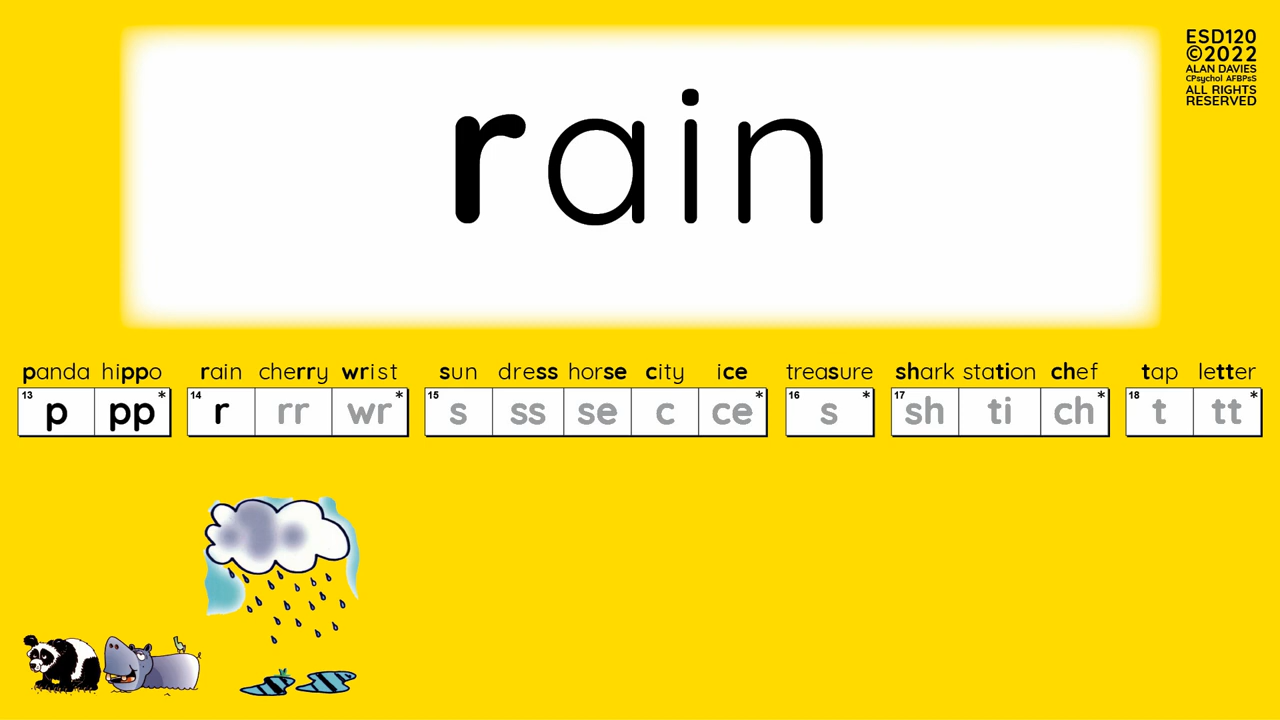 rain
ESD120
©2022
ALAN DAVIES
CPsychol AFBPsS
ALL RIGHTS
RESERVED
panda hippo rain cherry wrist sun dress horse city ice treasure shark station chef tap letter
13 p pp * 14 r rr wr * 15 s ss se c ce * 16 s * 17 sh ti ch * 18 t tt *